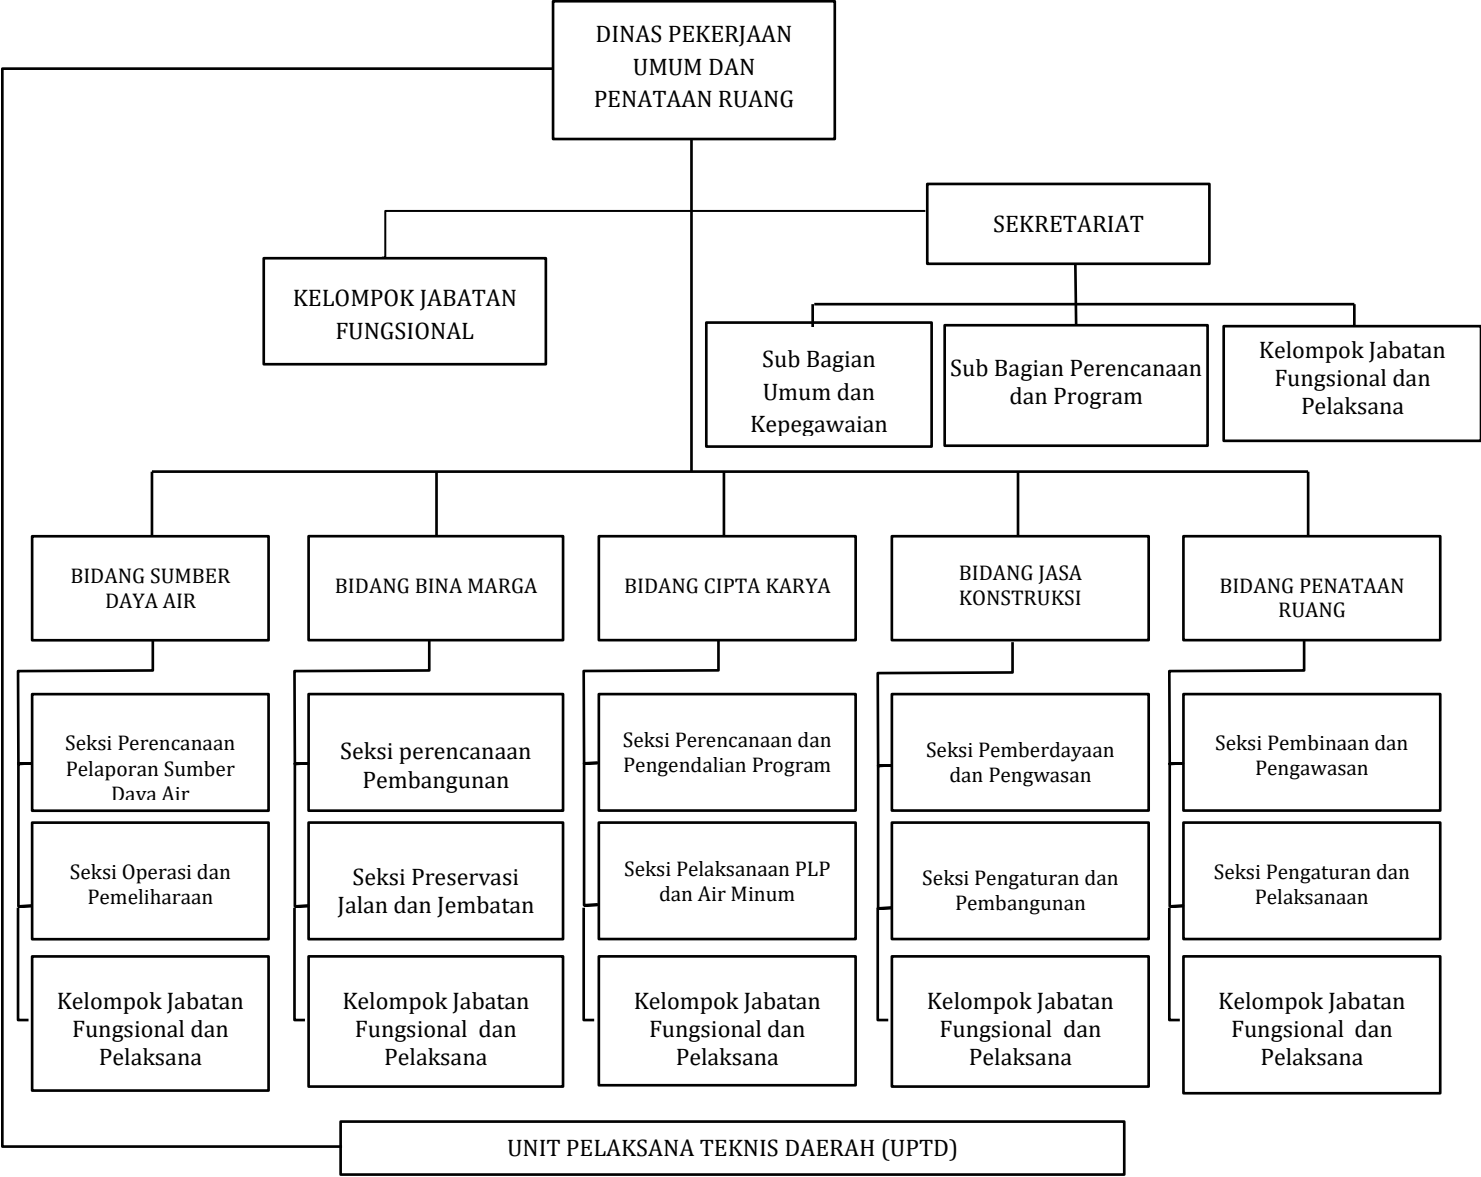 DINAS PEKERJAAN
UMUM DAN
PENATAAN RUANG
SEKRETARIAT
KELOMPOK JABATAN
FUNGSIONAL
Sub Bagian
Umum dan
Kepegawaian
Sub Bagian Perencanaan
dan Program
Kelompok Jabatan
Fungsional dan
Pelaksana
BIDANG SUMBER
DAYA AIR
BIDANG BINA MARGA
BIDANG CIPTA KARYA
BIDANG JASA
KONSTRUKSI
BIDANG PENATAAN
RUANG
Seksi Perencanaan
Pelaporan Sumber
Daya Air
Seksi perencanaan
Pembangunan
Seksi Perencanaan dan
Pengendalian Program
Seksi Pemberdayaan
dan Pengwasan
Seksi Pembinaan dan
Pengawasan
Seksi Operasi dan
Pemeliharaan
Seksi Preservasi
Jalan dan Jembatan
Seksi Pelaksanaan PLP
dan Air Minum
Seksi Pengaturan dan
Pembangunan
Seksi Pengaturan dan
Pelaksanaan
Kelompok Jabatan
Fungsional dan
Pelaksana
Kelompok Jabatan
Fungsional dan
Pelaksana
Kelompok Jabatan
Fungsional dan
Pelaksana
Kelompok Jabatan
Fungsional dan
Pelaksana
Kelompok Jabatan
Fungsional dan
Pelaksana
UNIT PELAKSANA TEKNIS DAERAH (UPTD)